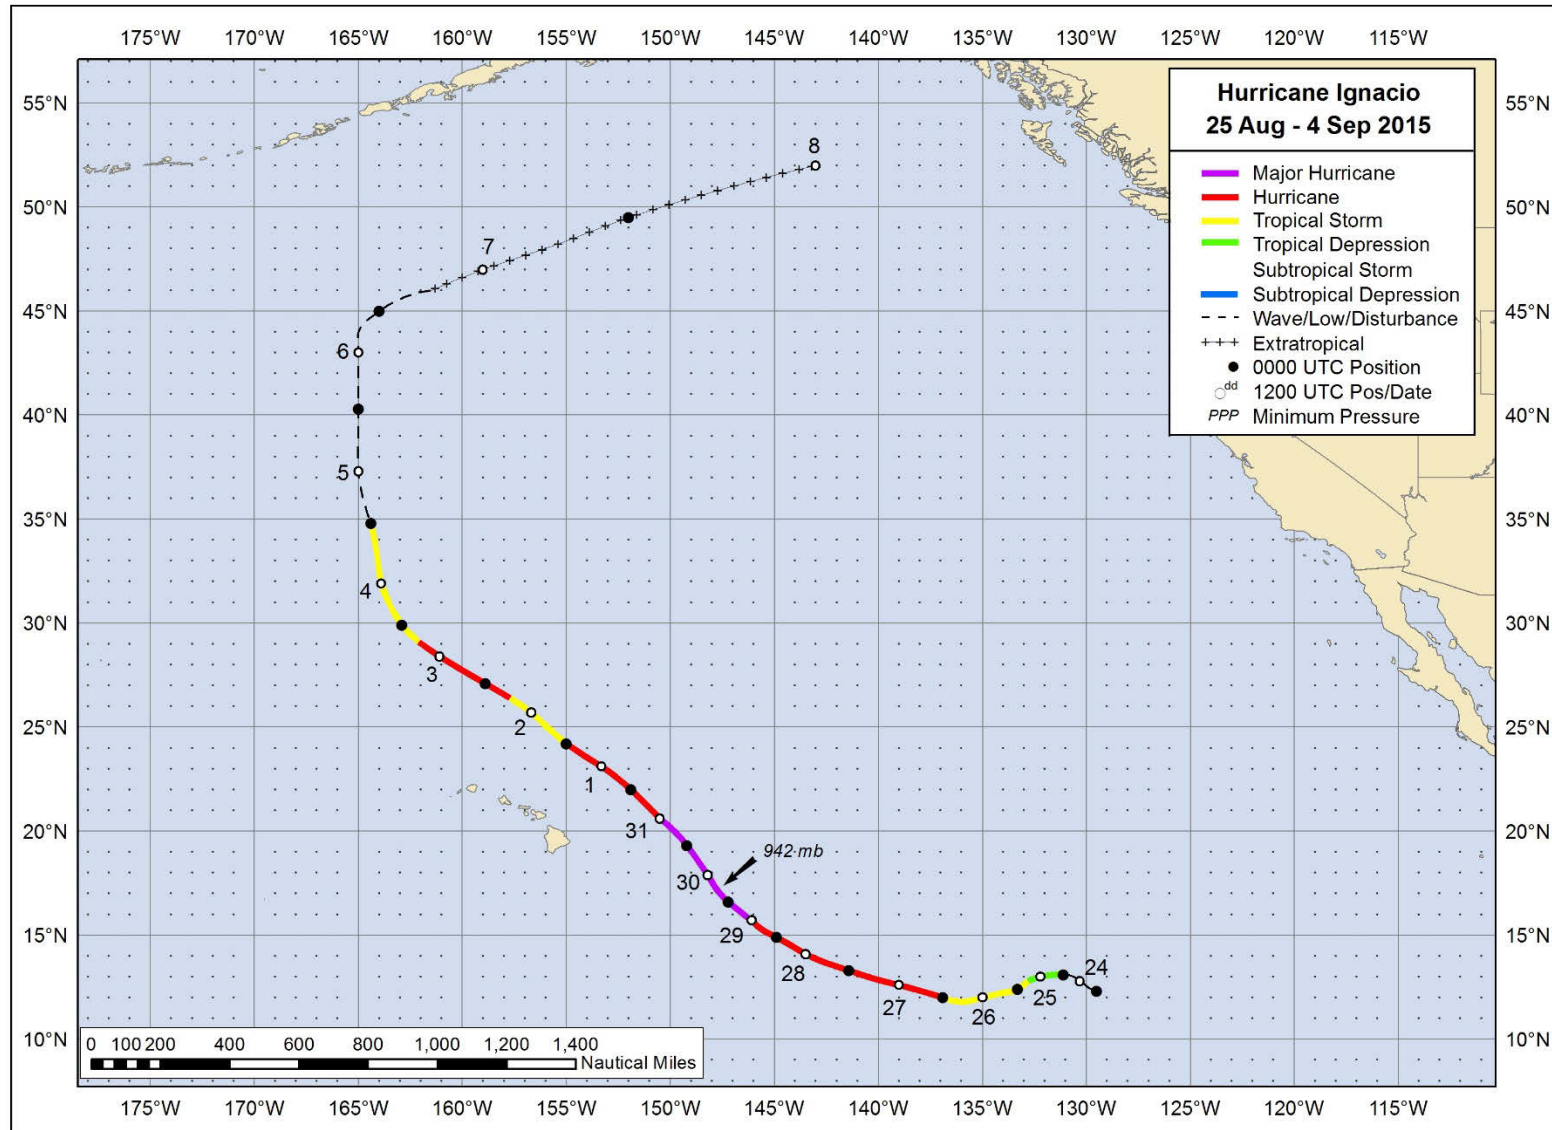 175°W 170°W 165°W 160°W 155°W 150°W 145°W 140°W 135°W 130°W 125°W 120°W 115°W
55°N 55°N
Hurricane Ignacio
25 Aug - 4 Sep 2015
Major Hurricane
Hurricane
Tropical Storm
Tropical Depression
Subtropical Storm
Subtropical Depression
Wave/Low/Disturbance
Extratropical
0000 UTC Position
dd 1200 UTC Pos/Date
PPP Minimum Pressure
8
50°N 50°N
7
45°N 45°N
6
40°N 40°N
5
35°N 35°N
4
30°N 30°N
3
2
25°N 25°N
1
31
20°N 20°N
942 mb
30
15°N 15°N
29
28
24
25
27
26
10°N 10°N
0 100 200 400 600 800 1,000 1,200 1,400
Nautical Miles
175°W 170°W 165°W 160°W 155°W 150°W 145°W 140°W 135°W 130°W 125°W 120°W 115°W